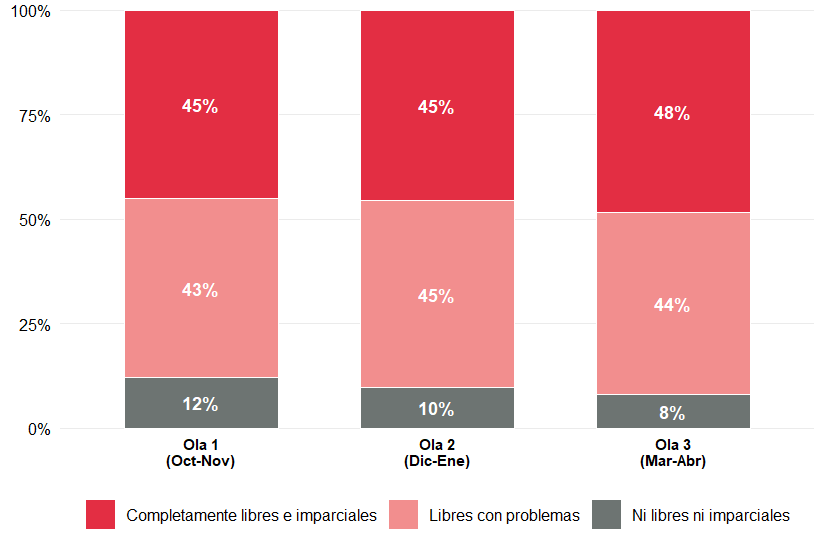 100%
75%
50%
25%
0%
45%
45%
48%
43%
45%
44%
12%
10%
8%
Ola 1
(Oct-Nov)
Ola 2
(Dic-Ene)
Ola 3
(Mar-Abr)
Completamente libres e imparciales
Libres con problemas
Ni libres ni imparciales